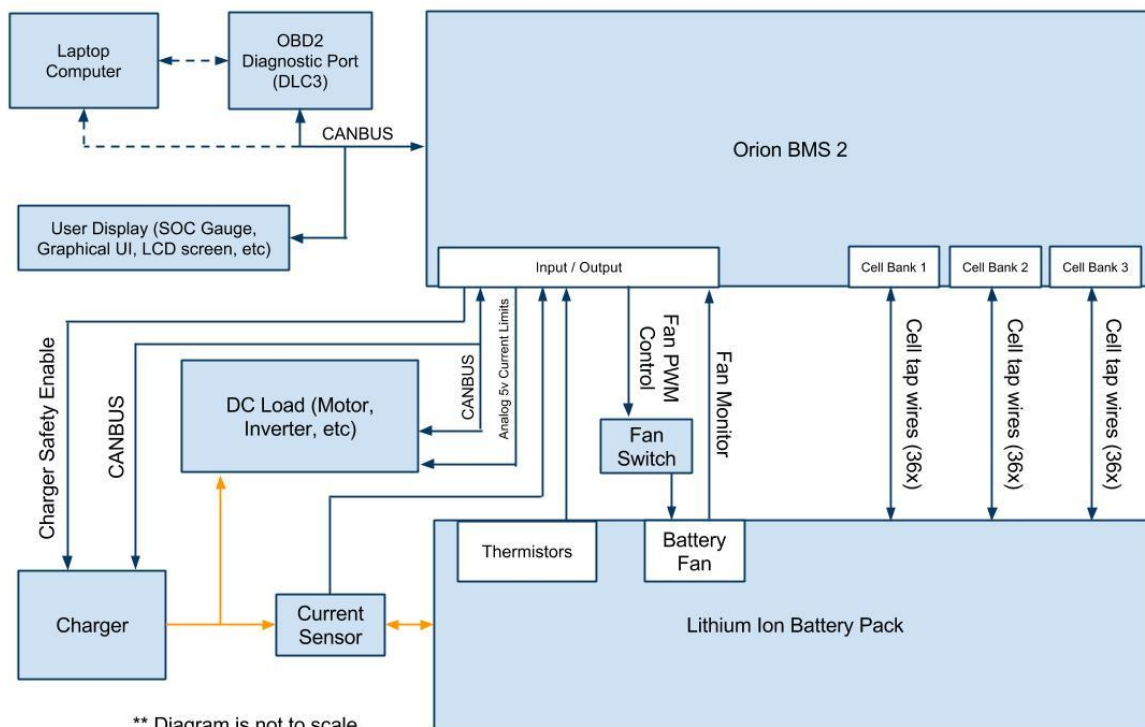 Laptop
Computer
OBD2
Diagnostic Port
(DLC3)
CANBUS
Orion BMS 2
User Display (SOC Gauge,
Graphical UI, LCD screen, etc)
Input / Output
Cell Bank 1
Cell Bank 2
Cell Bank 3
Charger Safety Enable
CANBUS
DC Load (Motor,
Inverter, etc)
CANBUS
Analog 5v Current Limits
Fan PWM
Control
Fan Monitor
Cell tap wires (36x)
Cell tap wires (36x)
Cell tap wires (36x)
Fan
Switch
Thermistors
Battery
Fan
Charger
Current
Sensor
Lithium Ion Battery Pack
** Diagram is not to scale